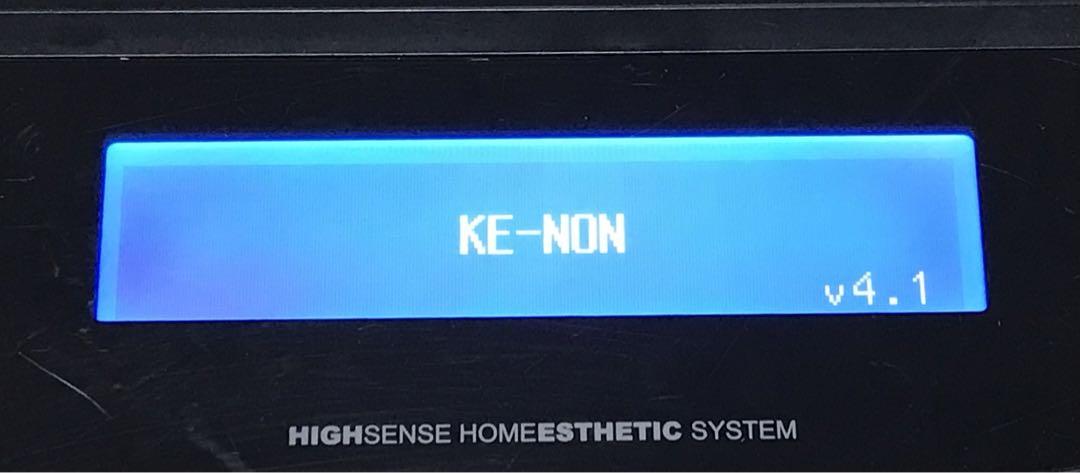 KE-NON
v4.1
HIGHSENSE HOMEESTHETIC SYSTEM